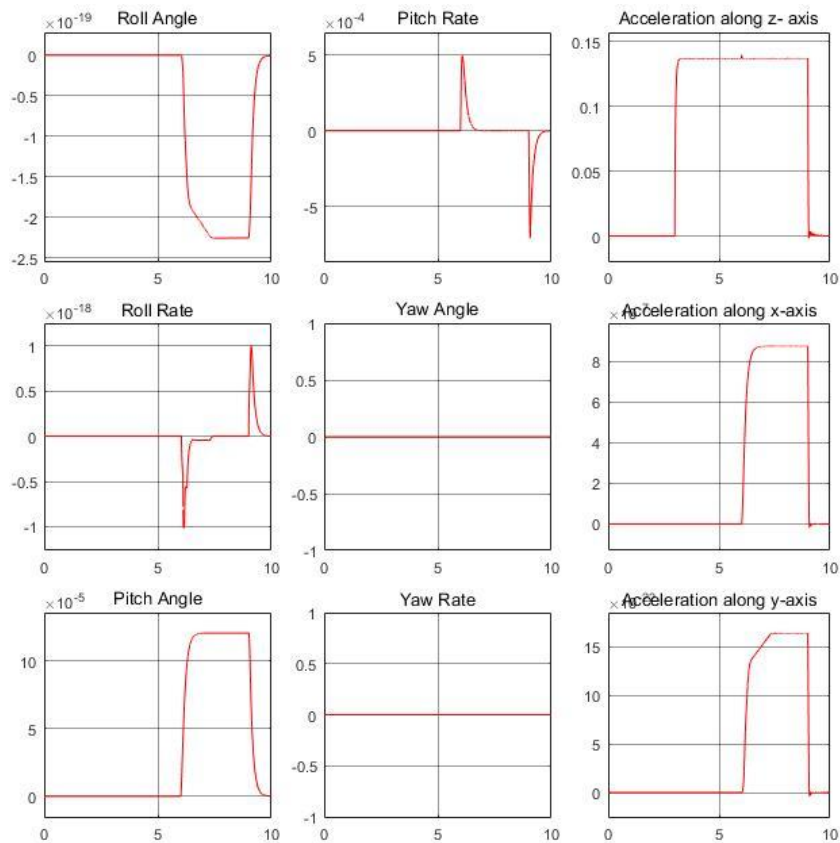 ×10⁻¹⁹ Roll Angle
0
-0.5
-1
-1.5
-2
-2.5
0 5 10
Pitch Rate
×10⁻⁴
5
0
-5
0 5 10
Acceleration along z- axis
0.15
0.1
0.05
0
0 5 10
×10⁻¹⁸ Roll Rate
1
0.5
0
-0.5
-1
0 5 10
Yaw Angle
1
0.5
0
-0.5
-1
0 5 10
Acceleration along x-axis
8
6
4
2
0
0 5 10
×10⁻⁵ Pitch Angle
10
5
0
0 5 10
Yaw Rate
1
0.5
0
-0.5
-1
0 5 10
Acceleration along y-axis
15
10
5
0
0 5 10